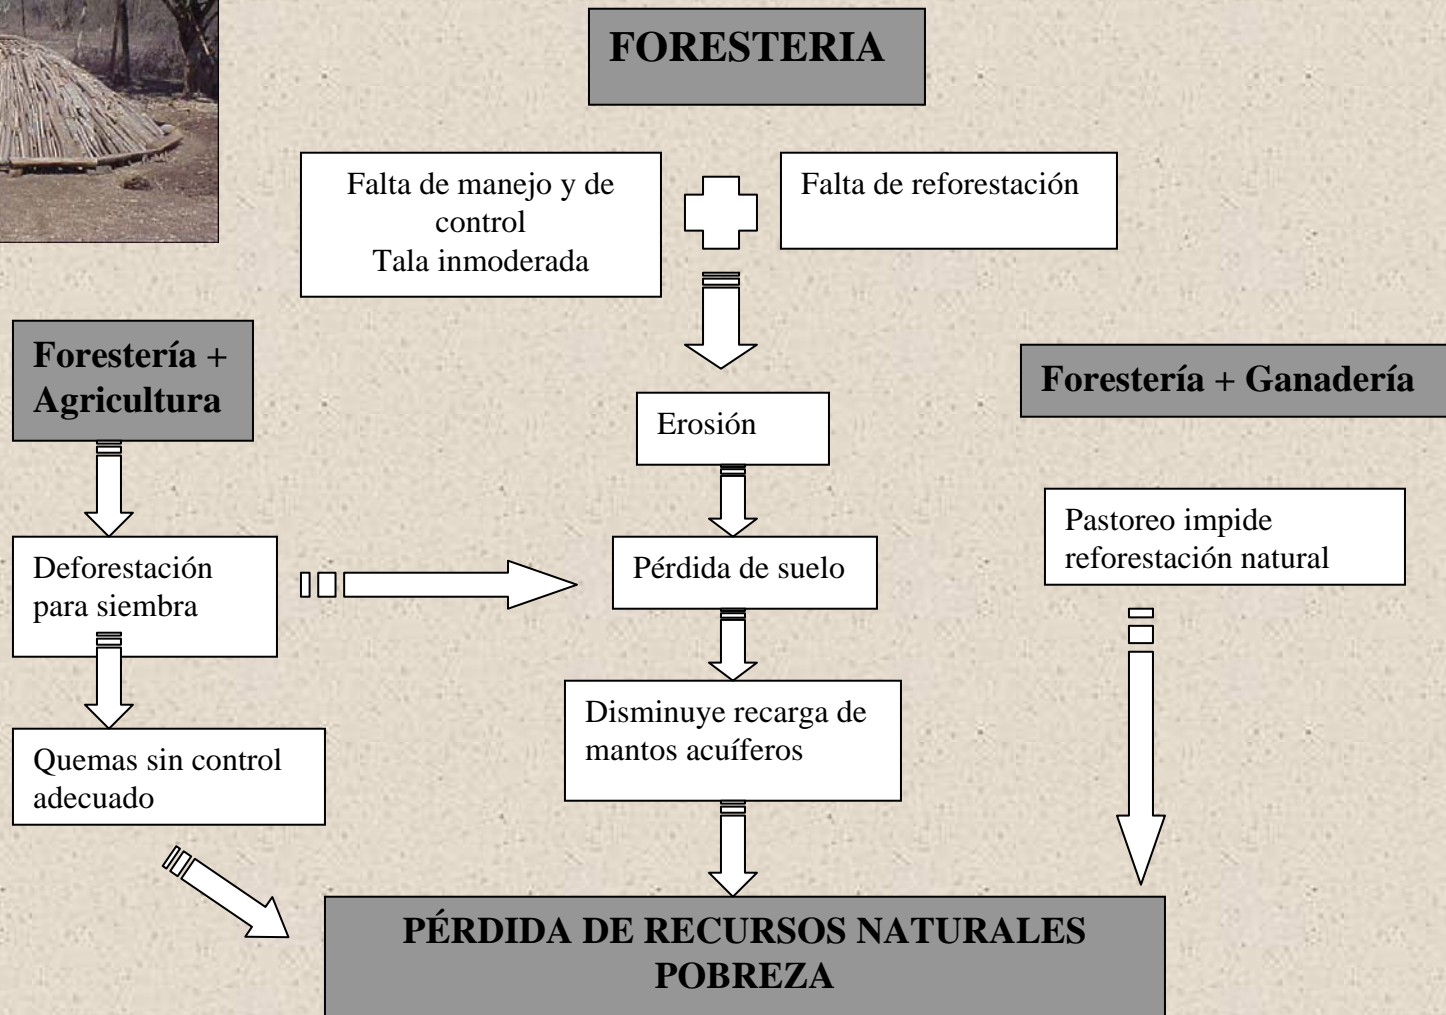 FORESTERIA
Falta de manejo y de
control
Tala inmoderada
Falta de reforestación
Forestería +
Agricultura
Forestería + Ganadería
Erosión
Pastoreo impide
reforestación natural
Deforestación
para siembra
Pérdida de suelo
Disminuye recarga de
mantos acuíferos
Quemas sin control
adecuado
PÉRDIDA DE RECURSOS NATURALES
POBREZA